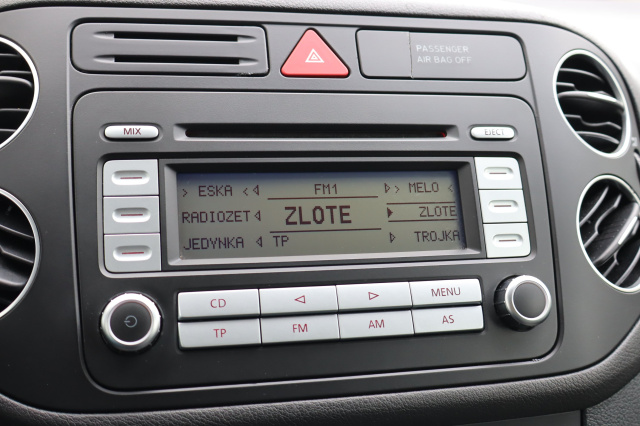 PASSENGER
AIR BAG OFF
MIX
EJECT
> ESKA < FM1 > MELO <
RADIOZET ZLOTE ZLOTE
JEDYNKA TP TROJKA
CD MENU
TP FM AM AS